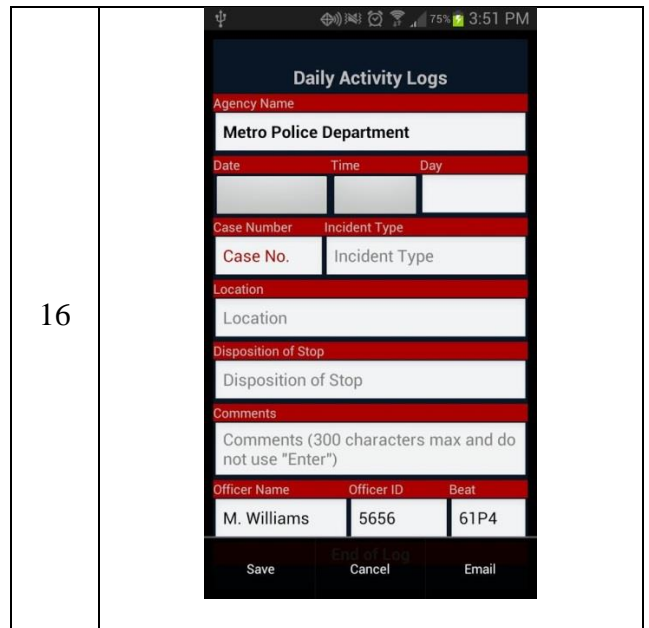 75% 3:51 PM
Daily Activity Logs
Agency Name
Metro Police Department
Date Time Day
Case Number Incident Type
Case No. Incident Type
Location
Location
Disposition of Stop
Disposition of Stop
Comments
Comments (300 characters max and do
not use "Enter")
Officer Name Officer ID Beat
M. Williams 5656 61P4
End of Log
Save Cancel Email
16